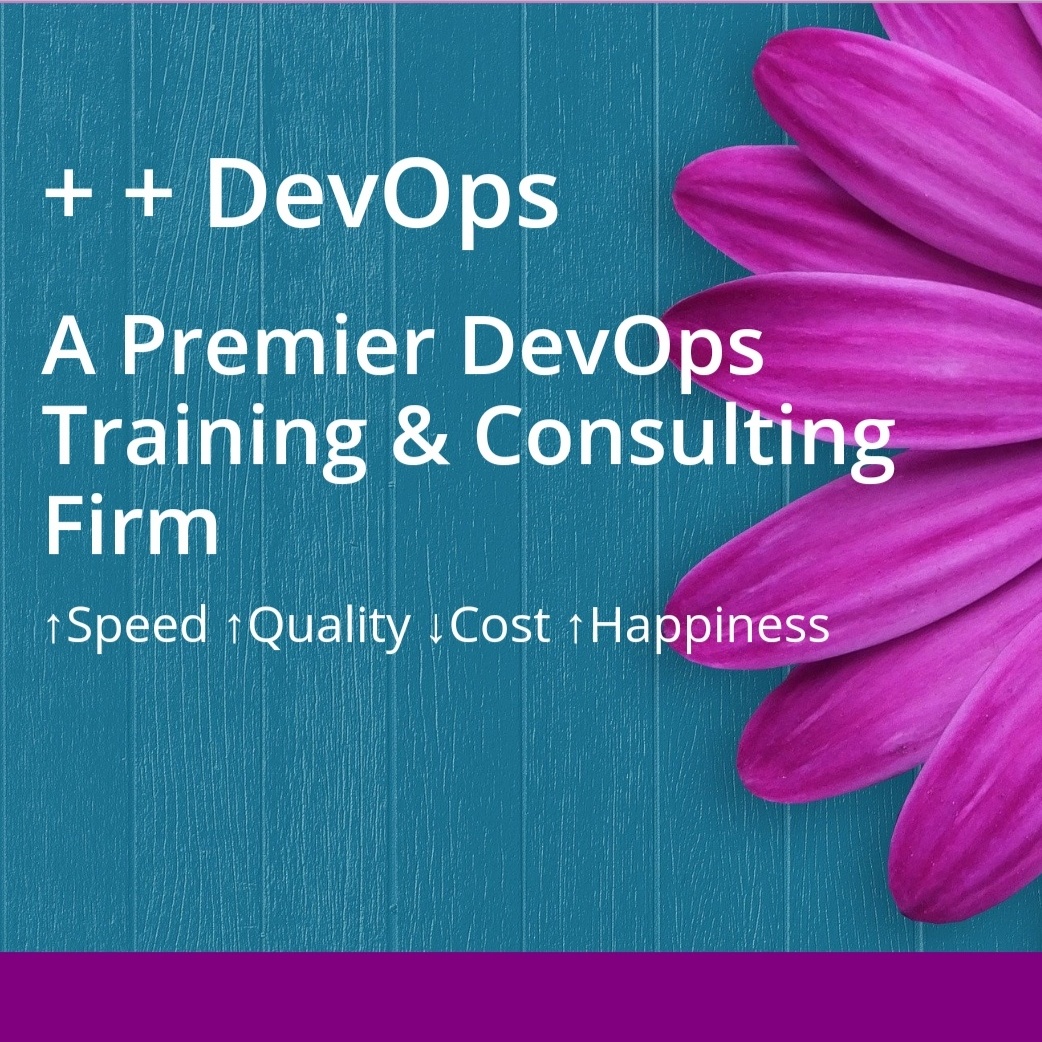 + + DevOps
A Premier DevOps
Training & Consulting
Firm
↑Speed ↑Quality ↓Cost ↑Happiness